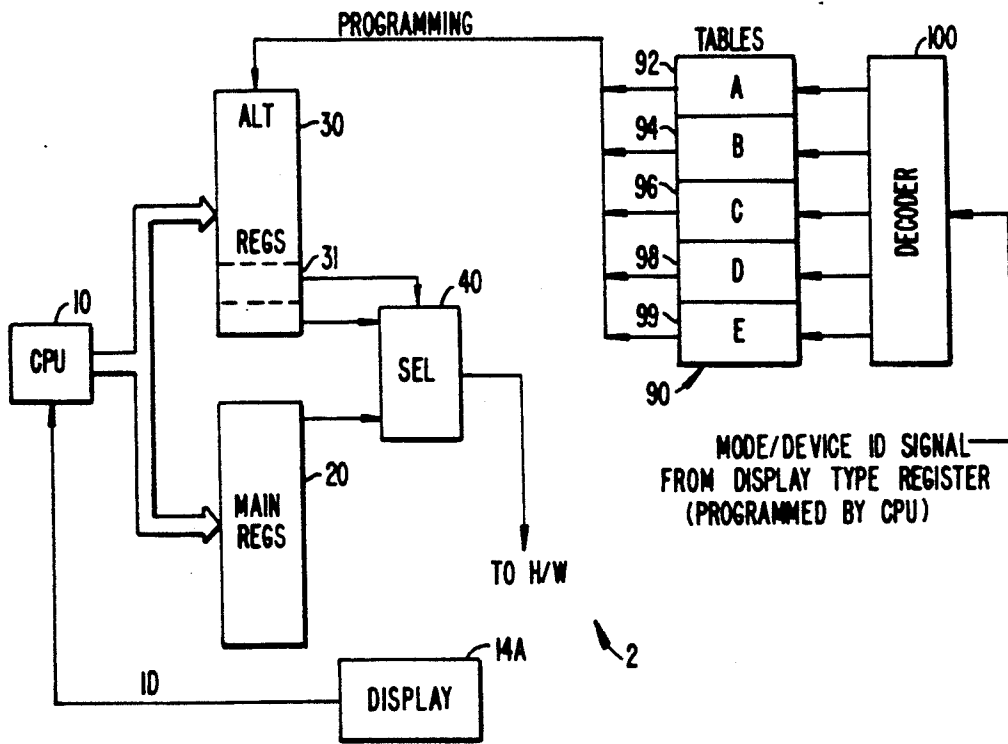 PROGRAMMING
TABLES
100
92
A
94
B
96
C
98
D
99
E
90
DECODER
ALT
30
REGS
31
40
10
CPU
SEL
20
MAIN
REGS
MODE/DEVICE ID SIGNAL
FROM DISPLAY TYPE REGISTER
(PROGRAMMED BY CPU)
TO H/W
2
14A
ID
DISPLAY